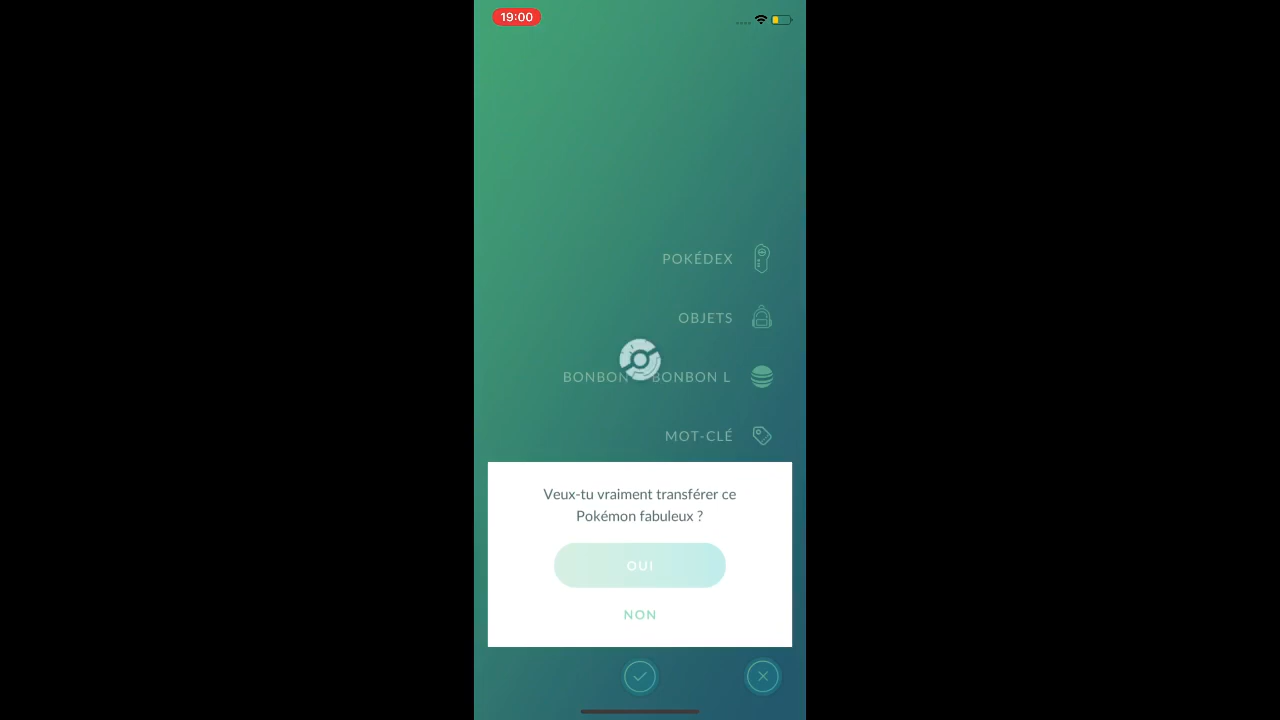 19:00
POKÉDEX
OBJETS
BONBON BONBON L
MOT-CLÉ
Veux-tu vraiment transférer ce
Pokémon fabuleux ?
OUI
NON